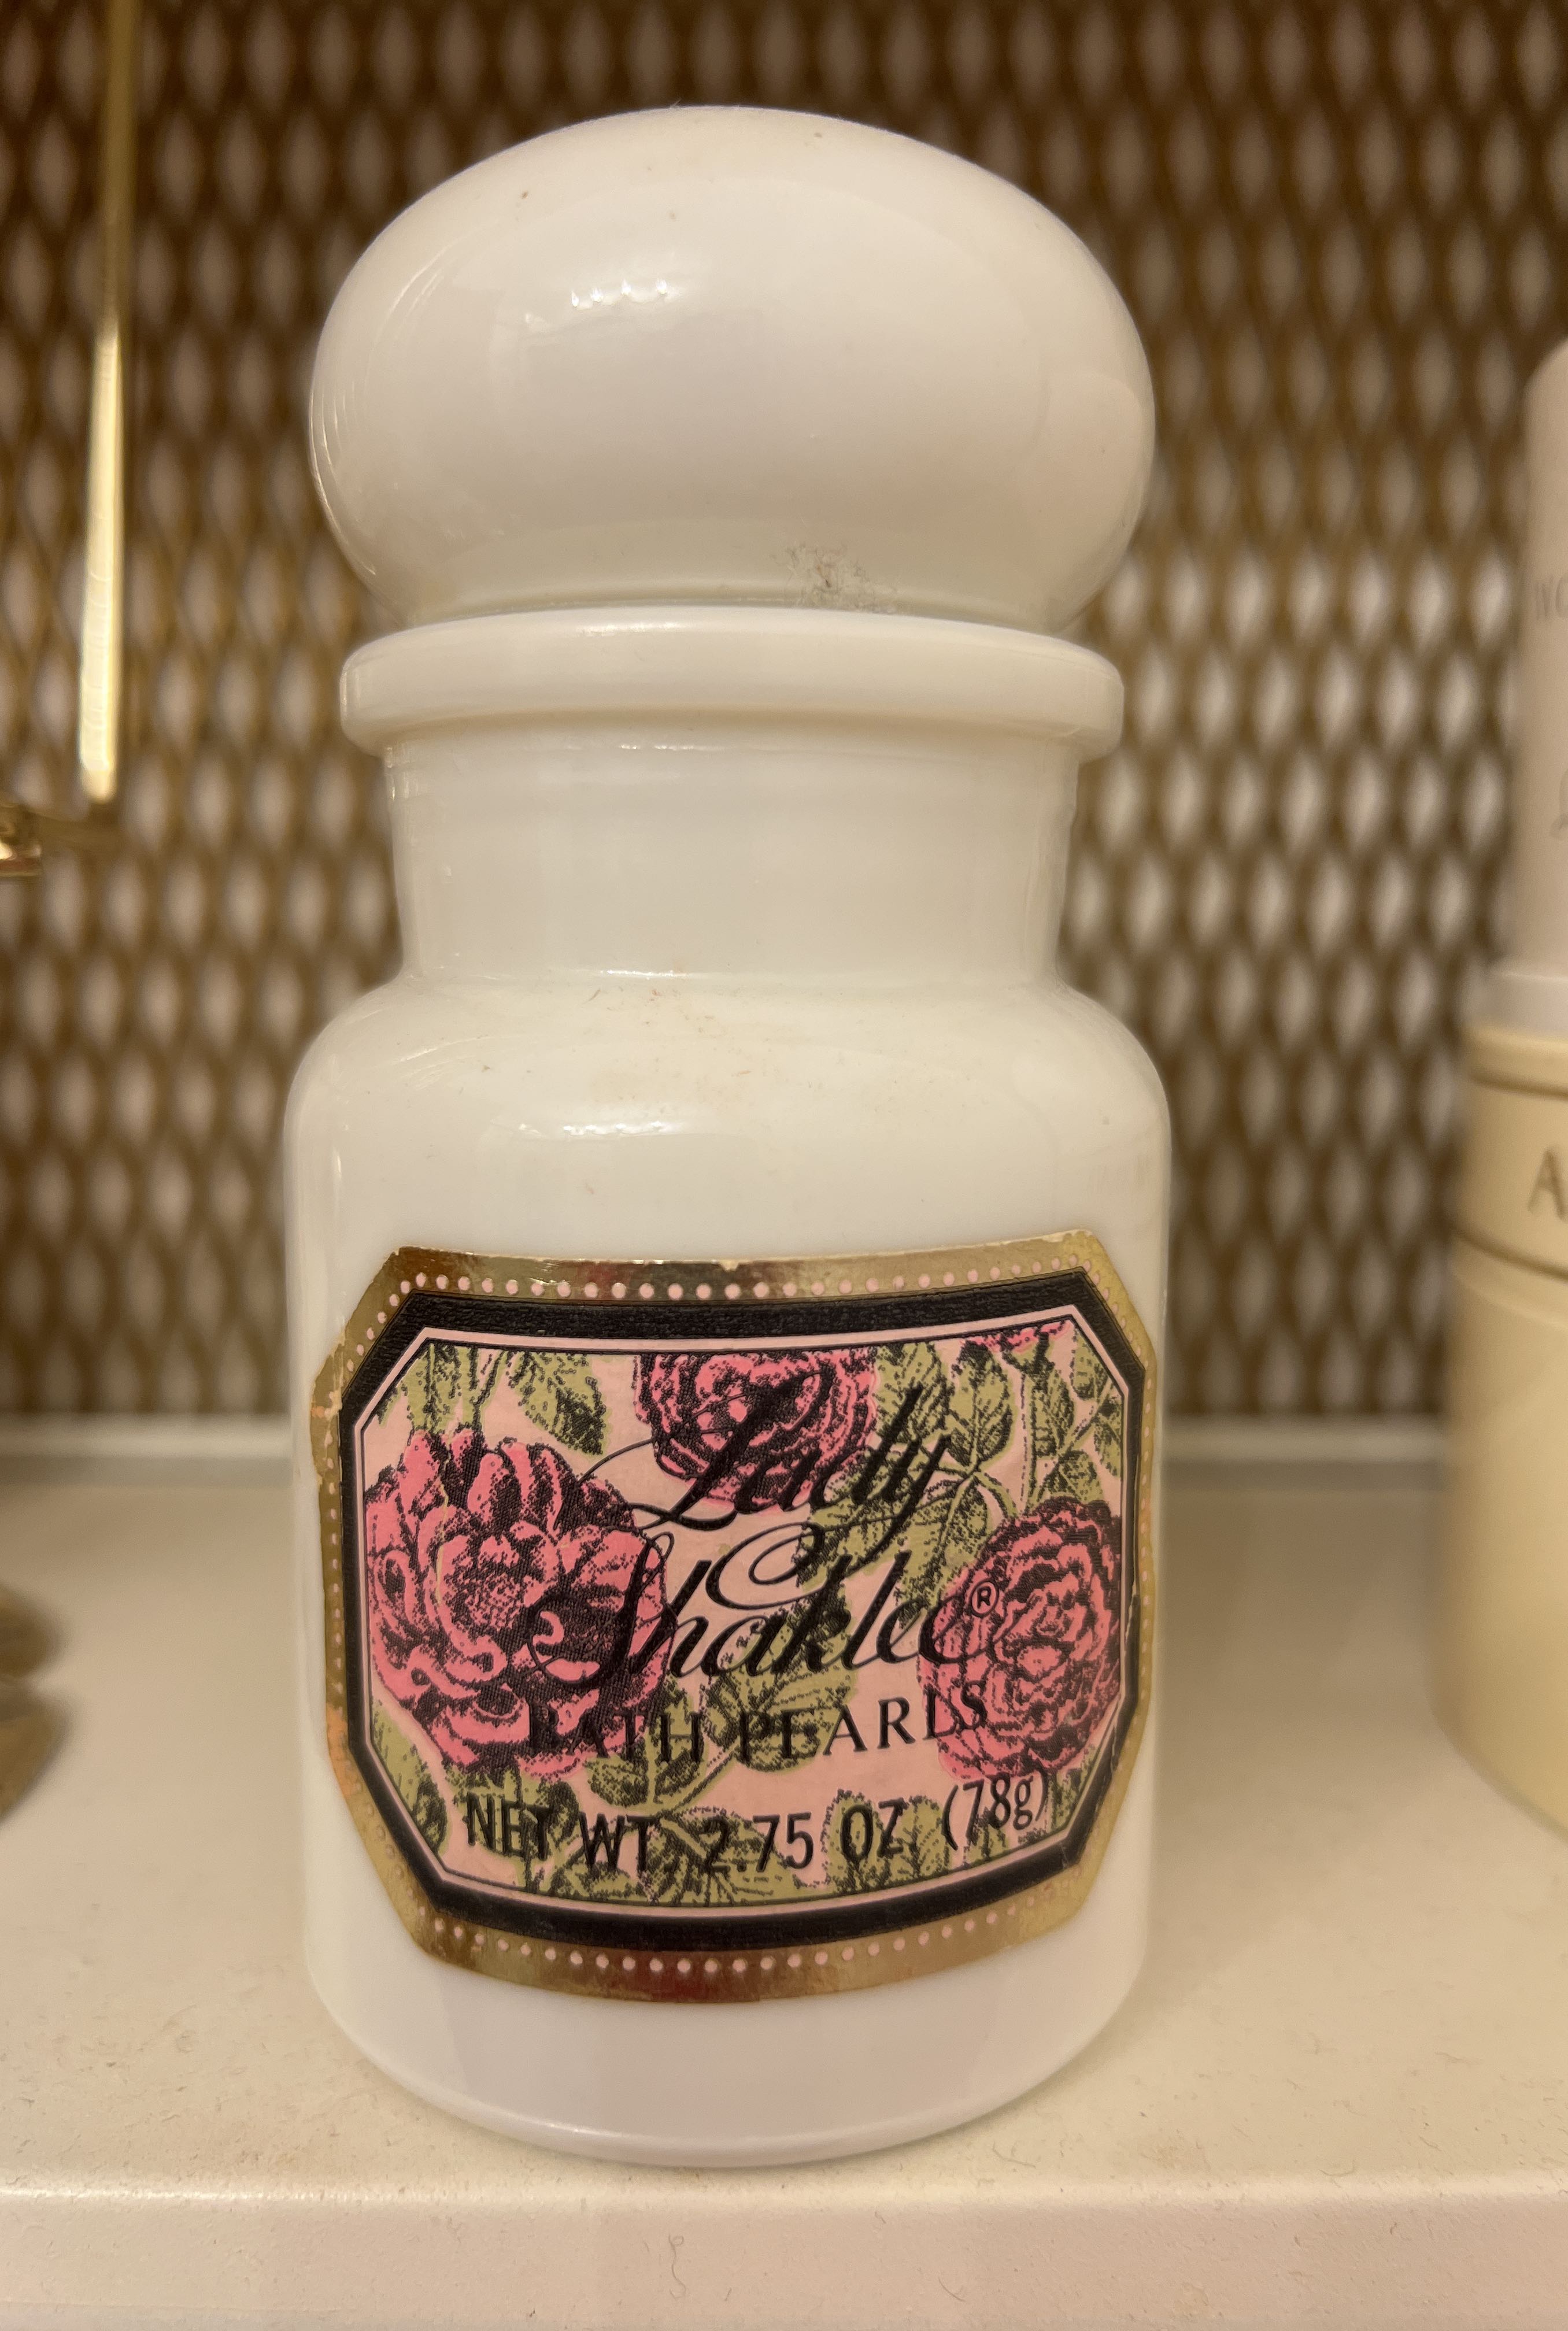 Lady
Shaklee®
BATH PEARLS
NET WT. 2.75 OZ. (78g)